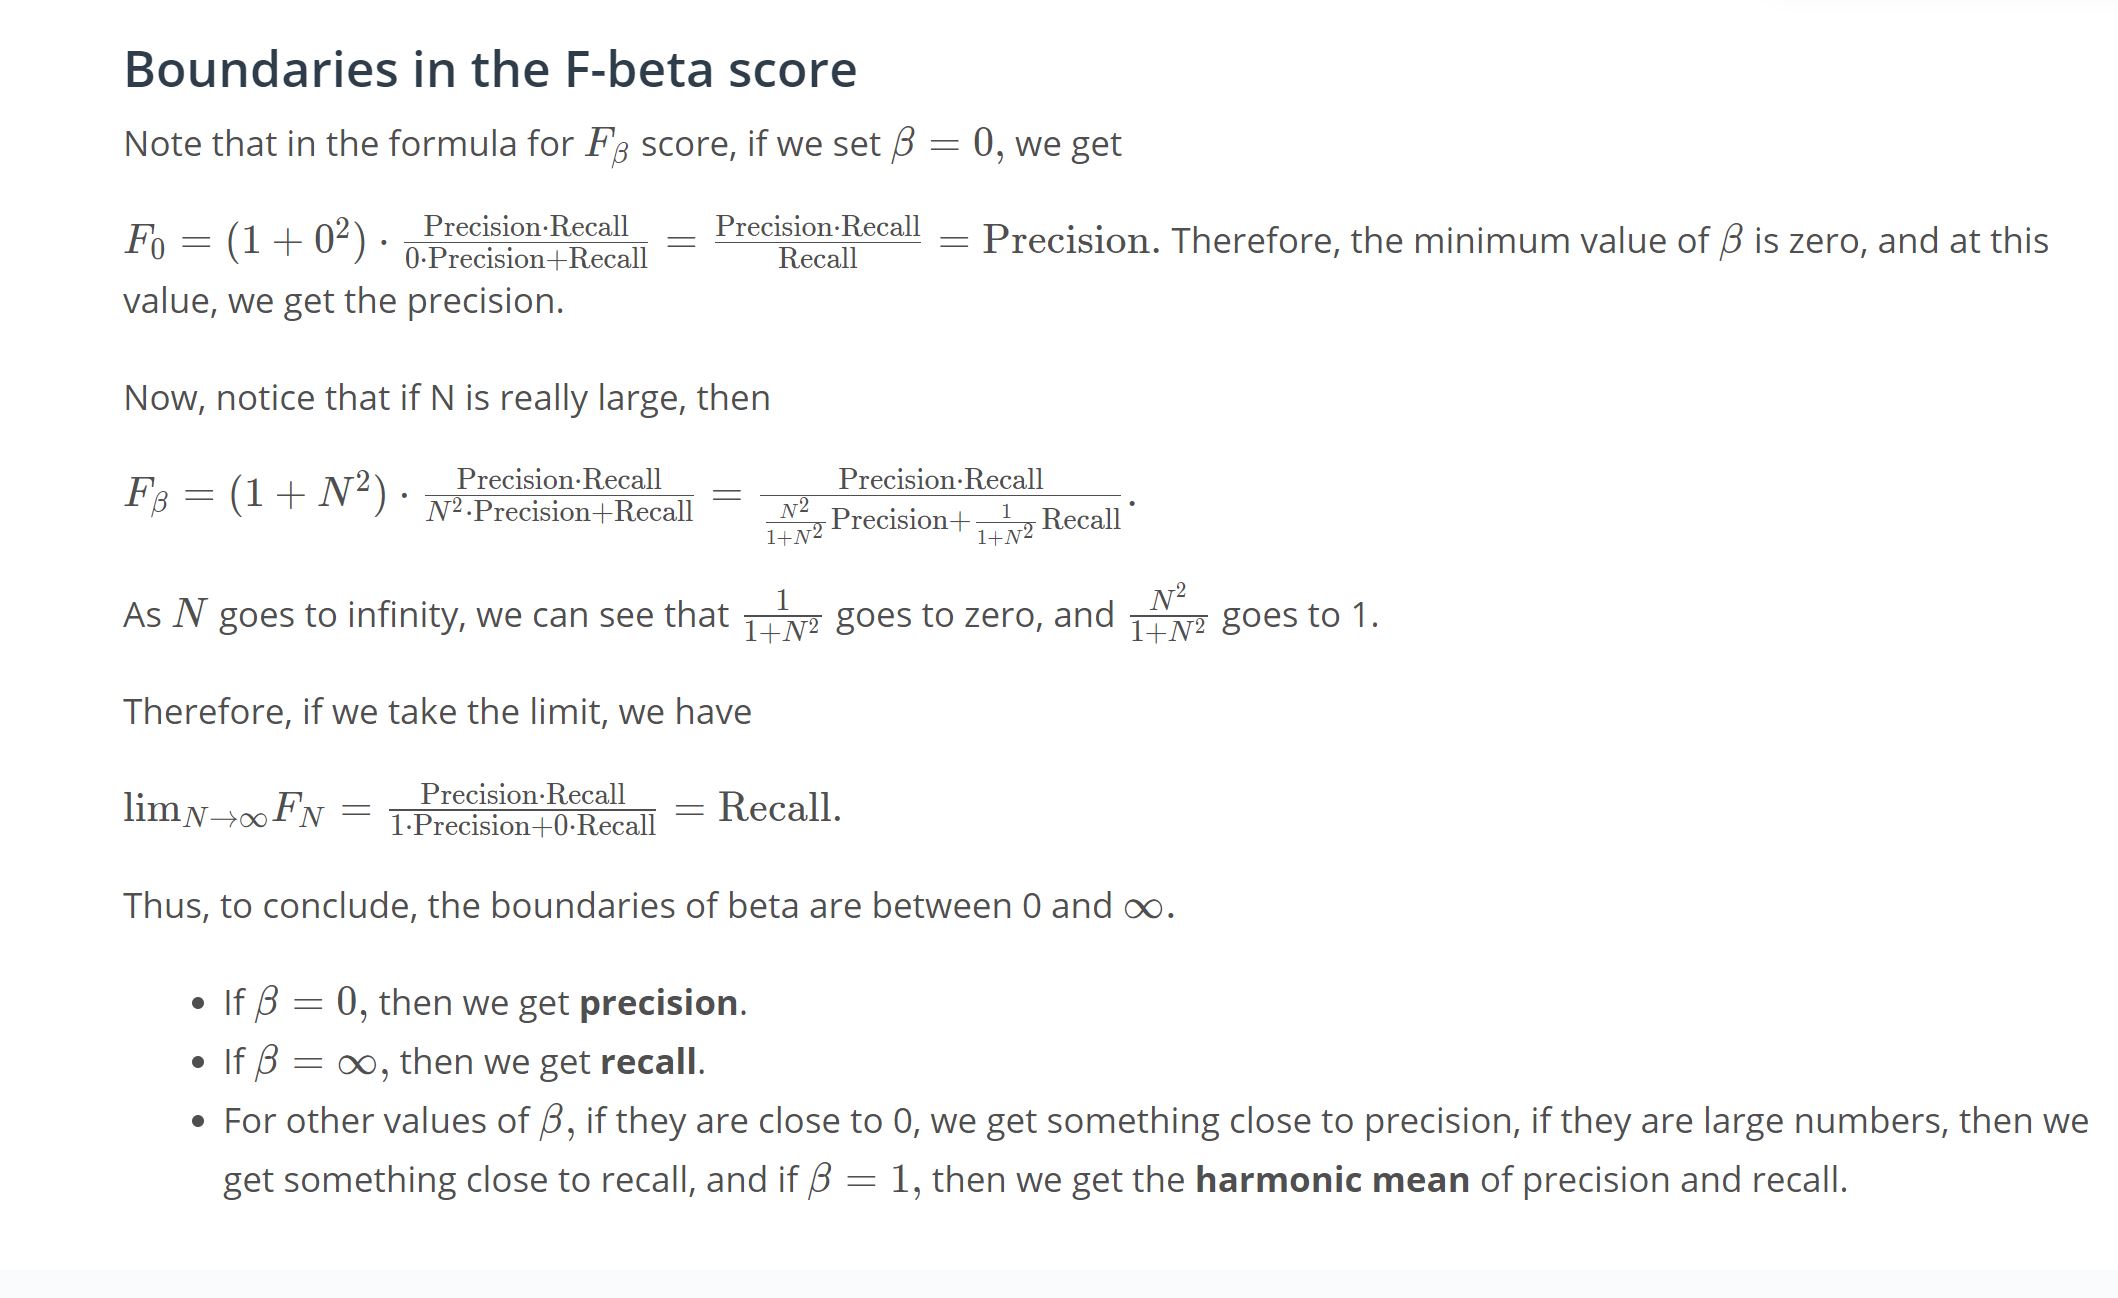 Boundaries in the F-beta score
Note that in the formula for $F_\beta$ score, if we set $\beta = 0,$ we get
$F_0 = (1 + 0^2) \cdot \frac{\text{Precision}\cdot\text{Recall}}{0\cdot\text{Precision}+\text{Recall}} = \frac{\text{Precision}\cdot\text{Recall}}{\text{Recall}} = \text{Precision}.$ Therefore, the minimum value of $\beta$ is zero, and at this
value, we get the precision.
Now, notice that if N is really large, then
$F_\beta = (1 + N^2) \cdot \frac{\text{Precision}\cdot\text{Recall}}{N^2\cdot\text{Precision}+\text{Recall}} = \frac{\text{Precision}\cdot\text{Recall}}{\frac{N^2}{1+N^2}\text{Precision}+\frac{1}{1+N^2}\text{Recall}}.$
As $N$ goes to infinity, we can see that $\frac{1}{1+N^2}$ goes to zero, and $\frac{N^2}{1+N^2}$ goes to 1.
Therefore, if we take the limit, we have
$\lim_{N\to\infty} F_N = \frac{\text{Precision}\cdot\text{Recall}}{1\cdot\text{Precision}+0\cdot\text{Recall}} = \text{Recall}.$
Thus, to conclude, the boundaries of beta are between 0 and $\infty.$
• If $\beta = 0,$ then we get precision.
• If $\beta = \infty,$ then we get recall.
• For other values of $\beta,$ if they are close to 0, we get something close to precision, if they are large numbers, then we
get something close to recall, and if $\beta = 1,$ then we get the harmonic mean of precision and recall.